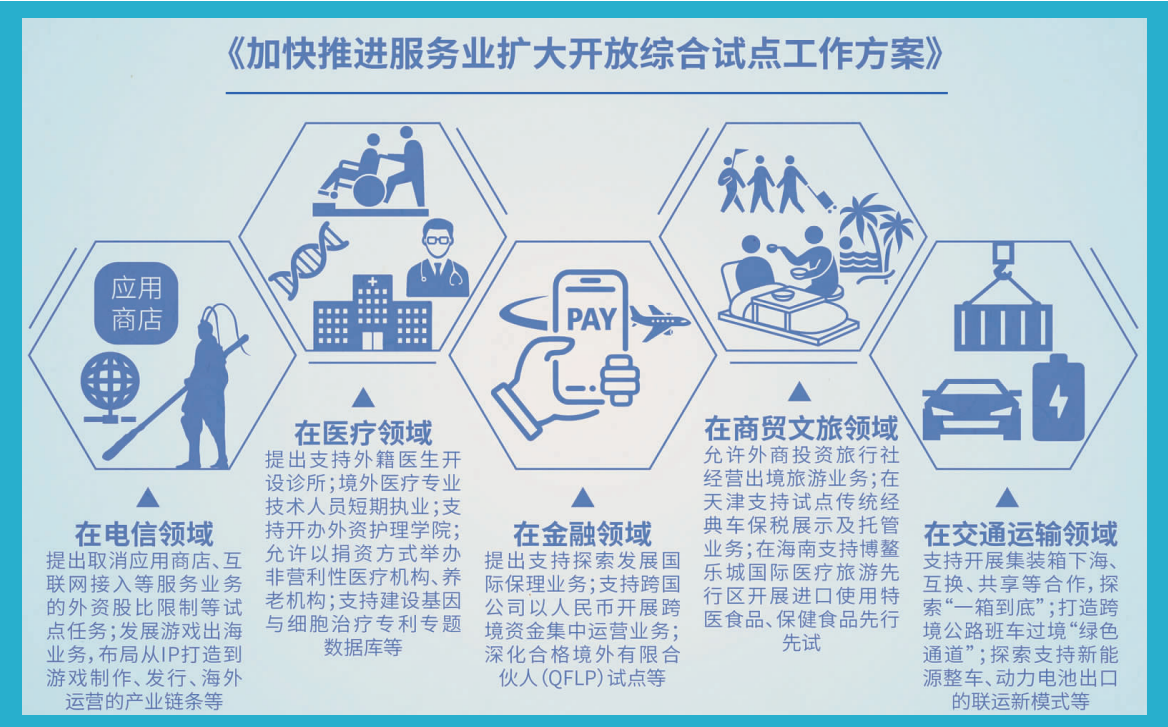 《加快推进服务业扩大开放综合试点工作方案》
应用
商店
在电信领域
提出取消应用商店、互
联网接入等服务业务
的外资股比限制等试
点任务；发展游戏出海
业务，布局从IP打造到
游戏制作、发行、海外
运营的产业链条等
在医疗领域
提出支持外籍医生开
设诊所；境外医疗专业
技术人员短期执业；支
持开办外资护理学院；
允许以捐资方式举办
非营利性医疗机构、养
老机构；支持建设基因
与细胞治疗专利专题
数据库等
PAY
在金融领域
提出支持探索发展国
际保理业务；支持跨国
公司以人民币开展跨
境资金集中运营业务；
深化合格境外有限合
伙人（QFLP）试点等
在商贸文旅领域
允许外商投资旅行社
经营出境旅游业务；在
天津支持试点传统经
典车保税展示及托管
业务；在海南支持博鳌
乐城国际医疗旅游先
行区开展进口使用特
医食品、保健食品先行
先试
在交通运输领域
支持开展集装箱下海、
互换、共享等合作，探
索“一箱到底”；打造跨
境公路班车过境“绿色
通道”；探索支持新能
源整车、动力电池出口
的联运新模式等